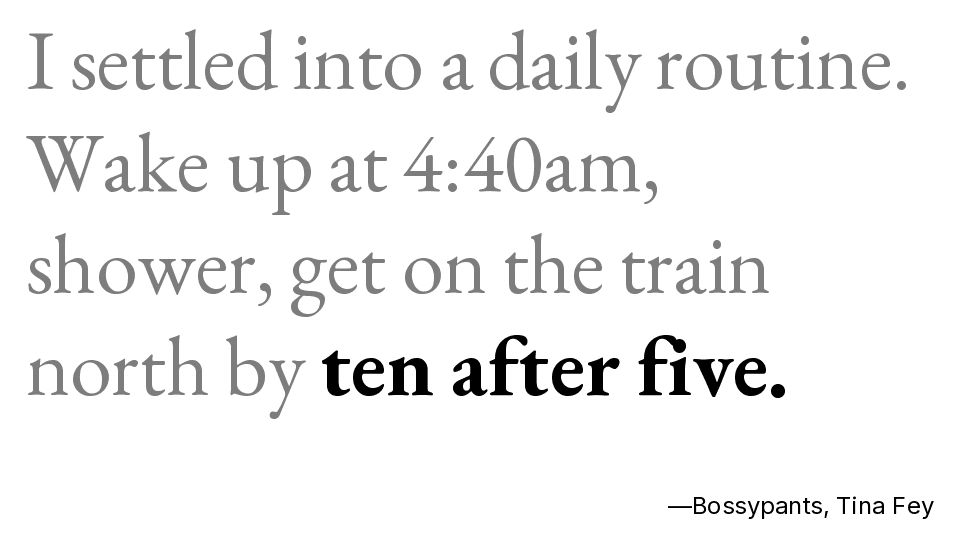 I settled into a daily routine.
Wake up at 4:40am,
shower, get on the train
north by ten after five.
—Bossypants, Tina Fey